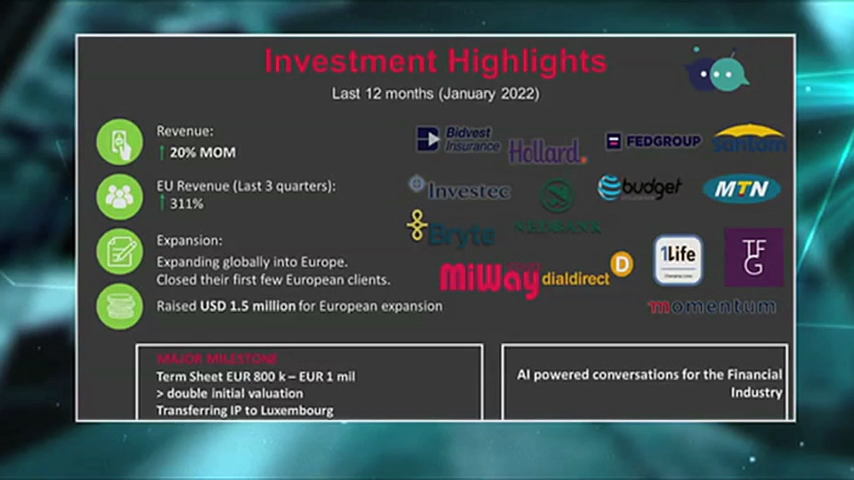 Investment Highlights
Last 12 months (January 2022)
Revenue:
↑ 20% MOM
EU Revenue (Last 3 quarters):
↑ 311%
Expansion:
Expanding globally into Europe.
Closed their first few European clients.
Raised USD 1.5 million for European expansion
Bidvest
Insurance
Hollard.
FEDGROUP
santam
Investec
NEDBANK
budget
MTN
Bryte
MiWay
dialdirect
D
1life
TF
G
momentum
MAJOR MILESTONE
Term Sheet EUR 800 k – EUR 1 mil
> double initial valuation
Transferring IP to Luxembourg
AI powered conversations for the Financial
Industry